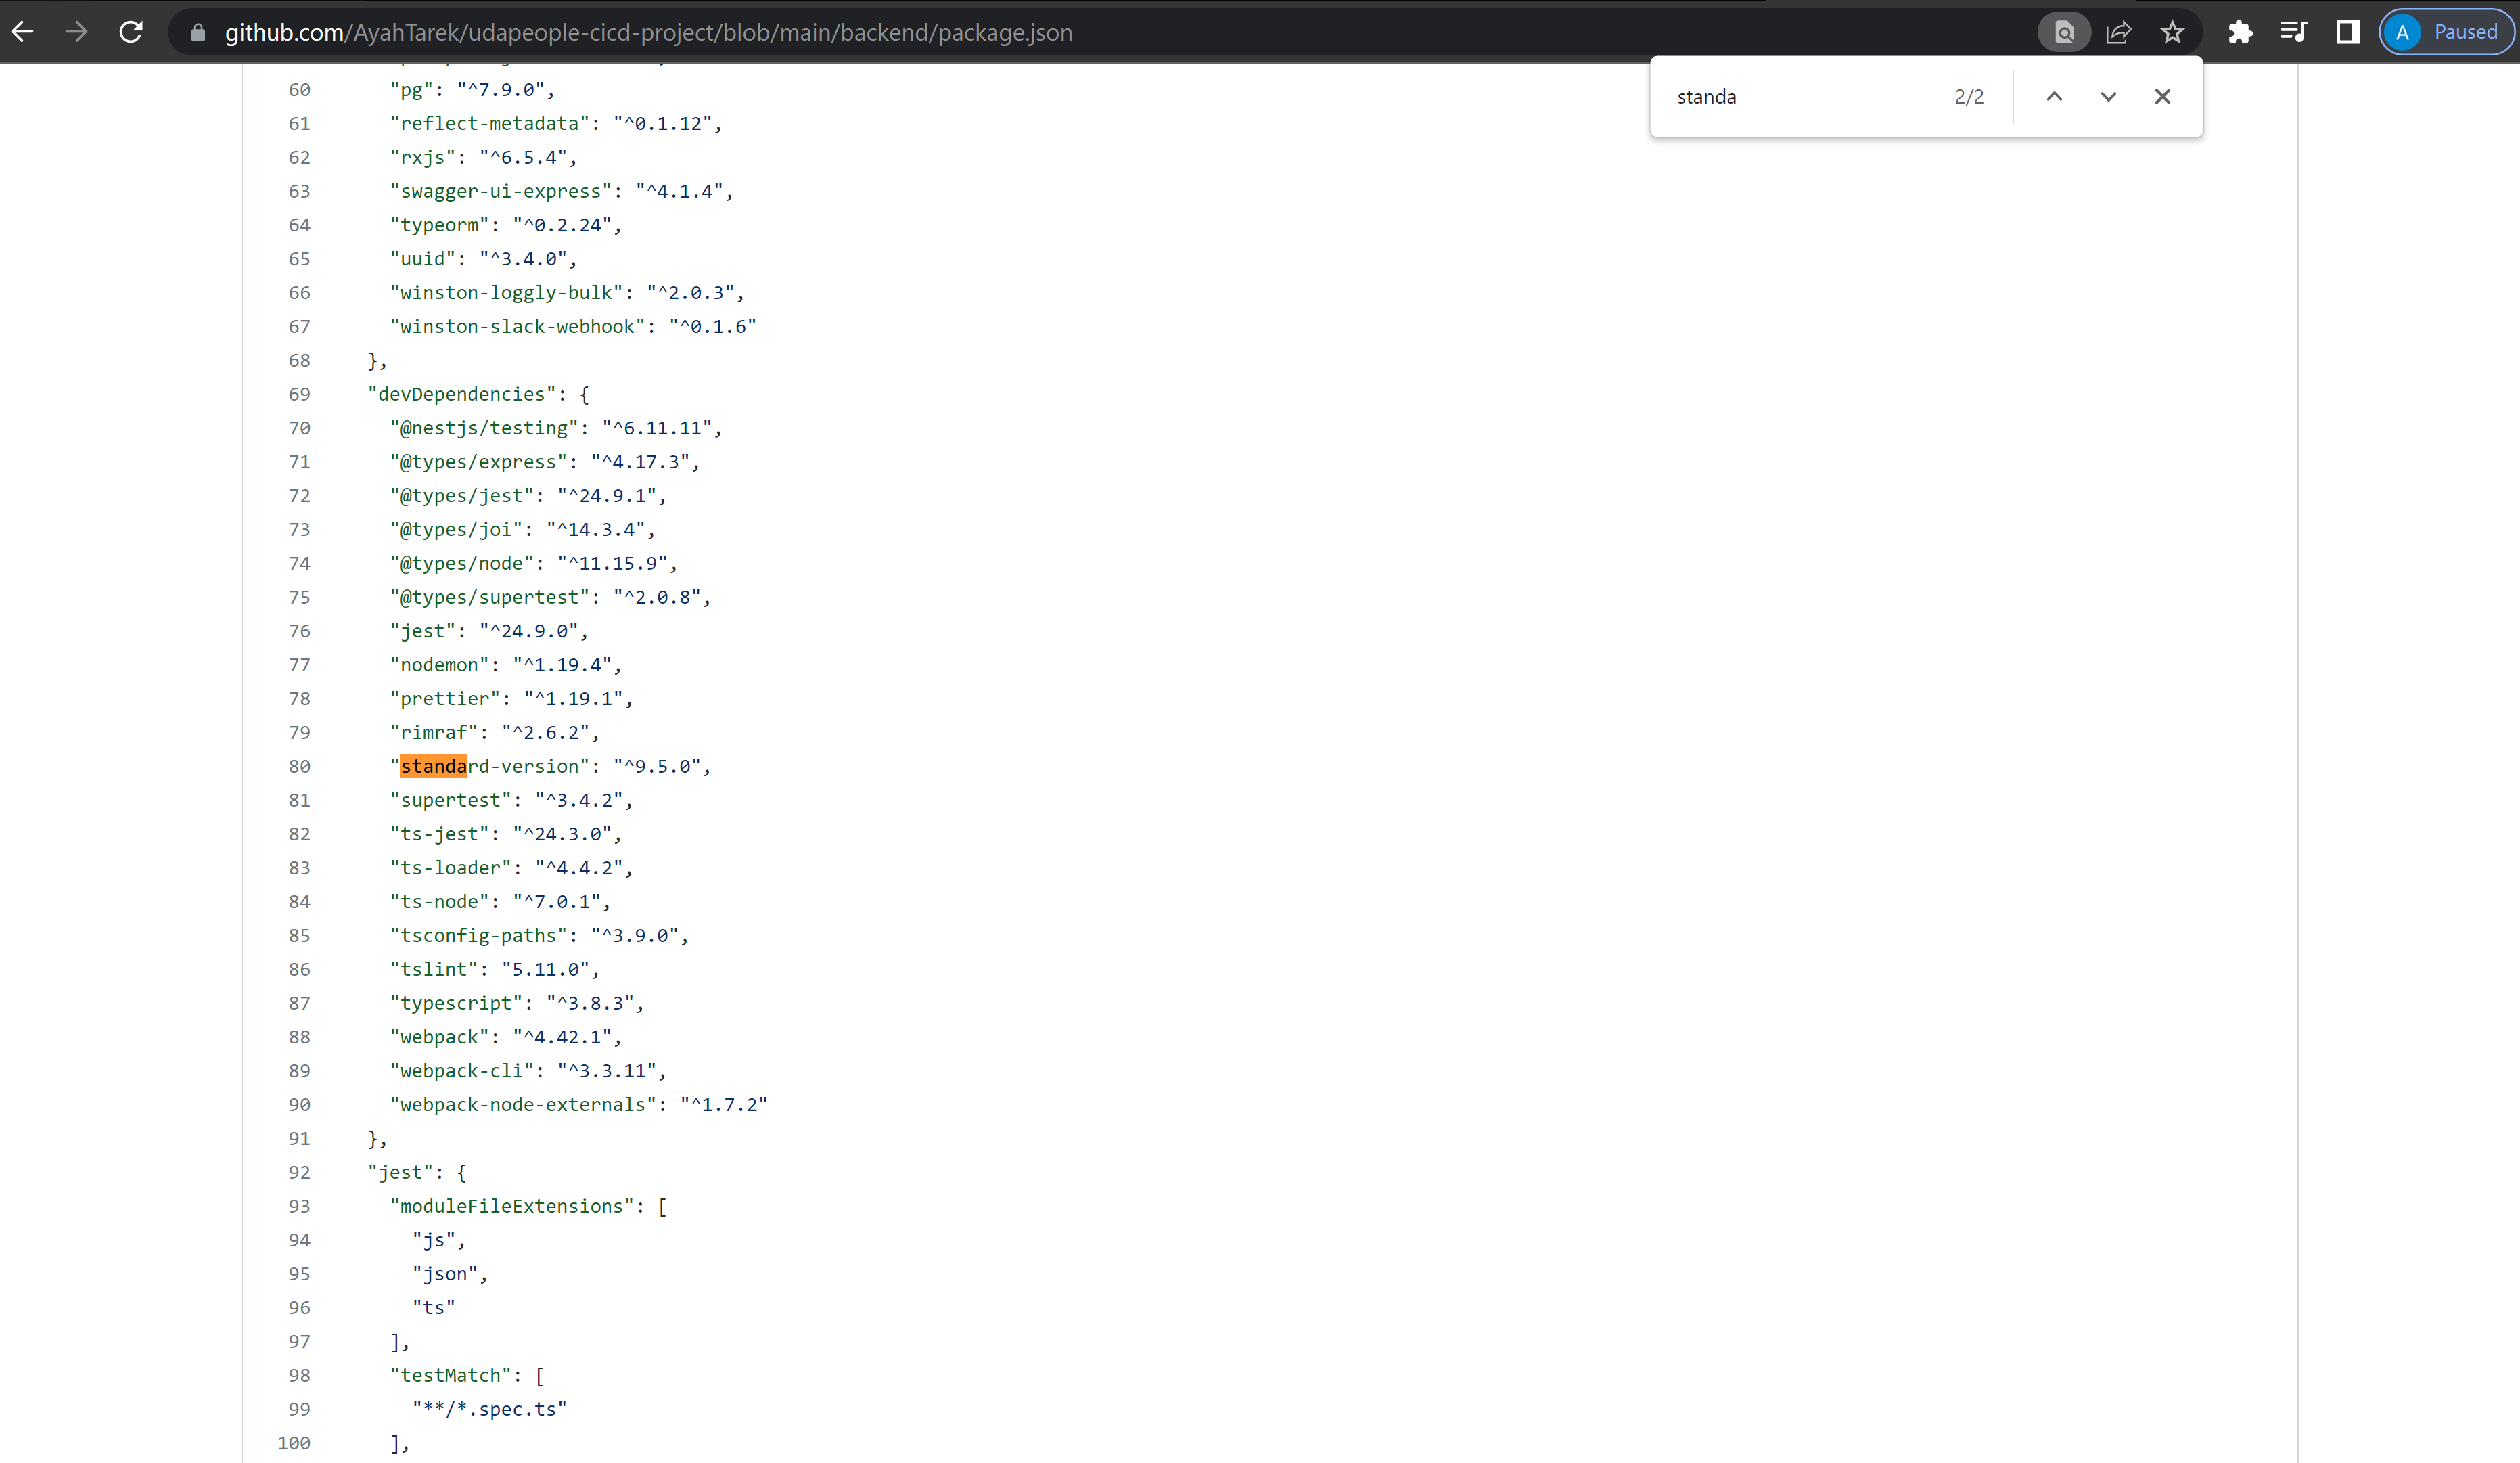 github.com/AyahTarek/udapeople-cicd-project/blob/main/backend/package.json
A Paused
standa 2/2
60 "pg": "^7.9.0",
61 "reflect-metadata": "^0.1.12",
62 "rxjs": "^6.5.4",
63 "swagger-ui-express": "^4.1.4",
64 "typeorm": "^0.2.24",
65 "uuid": "^3.4.0",
66 "winston-loggly-bulk": "^2.0.3",
67 "winston-slack-webhook": "^0.1.6"
68 },
69 "devDependencies": {
70 "@nestjs/testing": "^6.11.11",
71 "@types/express": "^4.17.3",
72 "@types/jest": "^24.9.1",
73 "@types/joi": "^14.3.4",
74 "@types/node": "^11.15.9",
75 "@types/supertest": "^2.0.8",
76 "jest": "^24.9.0",
77 "nodemon": "^1.19.4",
78 "prettier": "^1.19.1",
79 "rimraf": "^2.6.2",
80 "standard-version": "^9.5.0",
81 "supertest": "^3.4.2",
82 "ts-jest": "^24.3.0",
83 "ts-loader": "^4.4.2",
84 "ts-node": "^7.0.1",
85 "tsconfig-paths": "^3.9.0",
86 "tslint": "5.11.0",
87 "typescript": "^3.8.3",
88 "webpack": "^4.42.1",
89 "webpack-cli": "^3.3.11",
90 "webpack-node-externals": "^1.7.2"
91 },
92 "jest": {
93 "moduleFileExtensions": [
94 "js",
95 "json",
96 "ts"
97 ],
98 "testMatch": [
99 "**/*.spec.ts"
100 ],